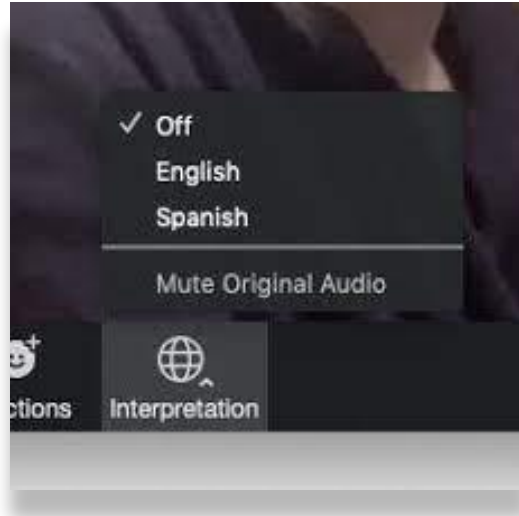 Off
English
Spanish
Mute Original Audio
ctions Interpretation